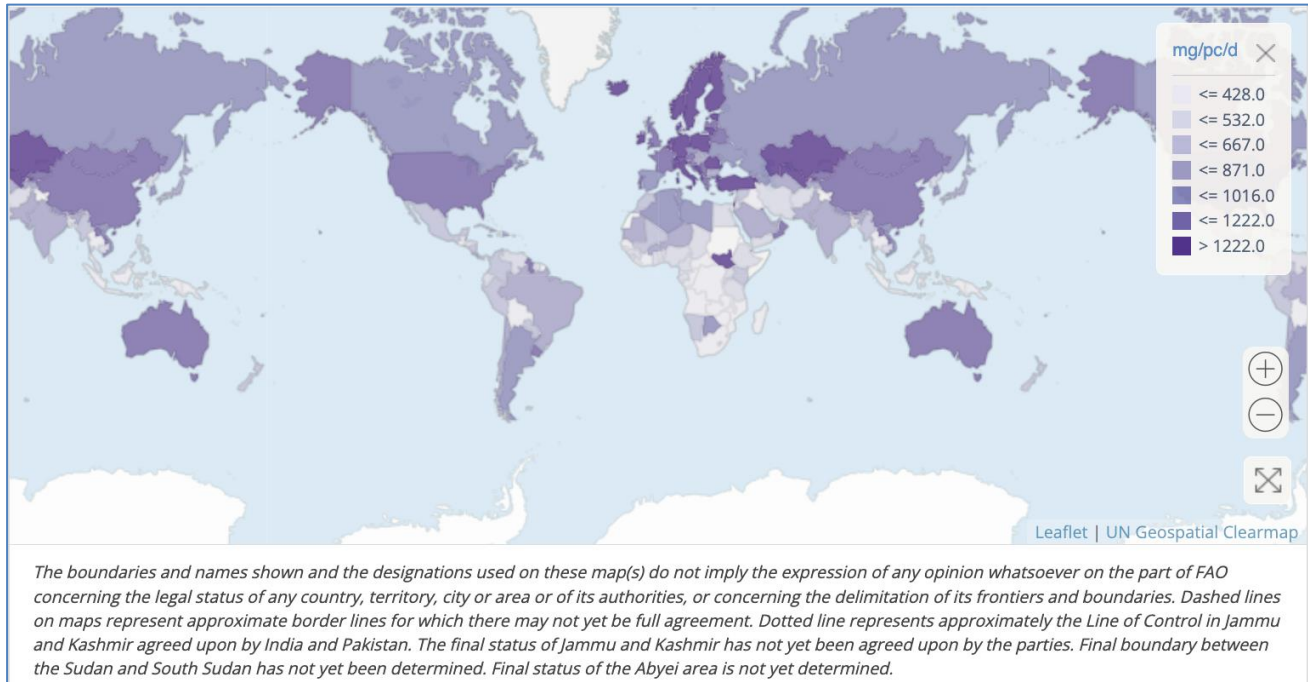 mg/pc/d
<= 428.0
<= 532.0
<= 667.0
<= 871.0
<= 1016.0
<= 1222.0
> 1222.0
Leaflet | UN Geospatial Clearmap
The boundaries and names shown and the designations used on these map(s) do not imply the expression of any opinion whatsoever on the part of FAO
concerning the legal status of any country, territory, city or area or of its authorities, or concerning the delimitation of its frontiers and boundaries. Dashed lines
on maps represent approximate border lines for which there may not yet be full agreement. Dotted line represents approximately the Line of Control in Jammu
and Kashmir agreed upon by India and Pakistan. The final status of Jammu and Kashmir has not yet been agreed upon by the parties. Final boundary between
the Sudan and South Sudan has not yet been determined. Final status of the Abyei area is not yet determined.